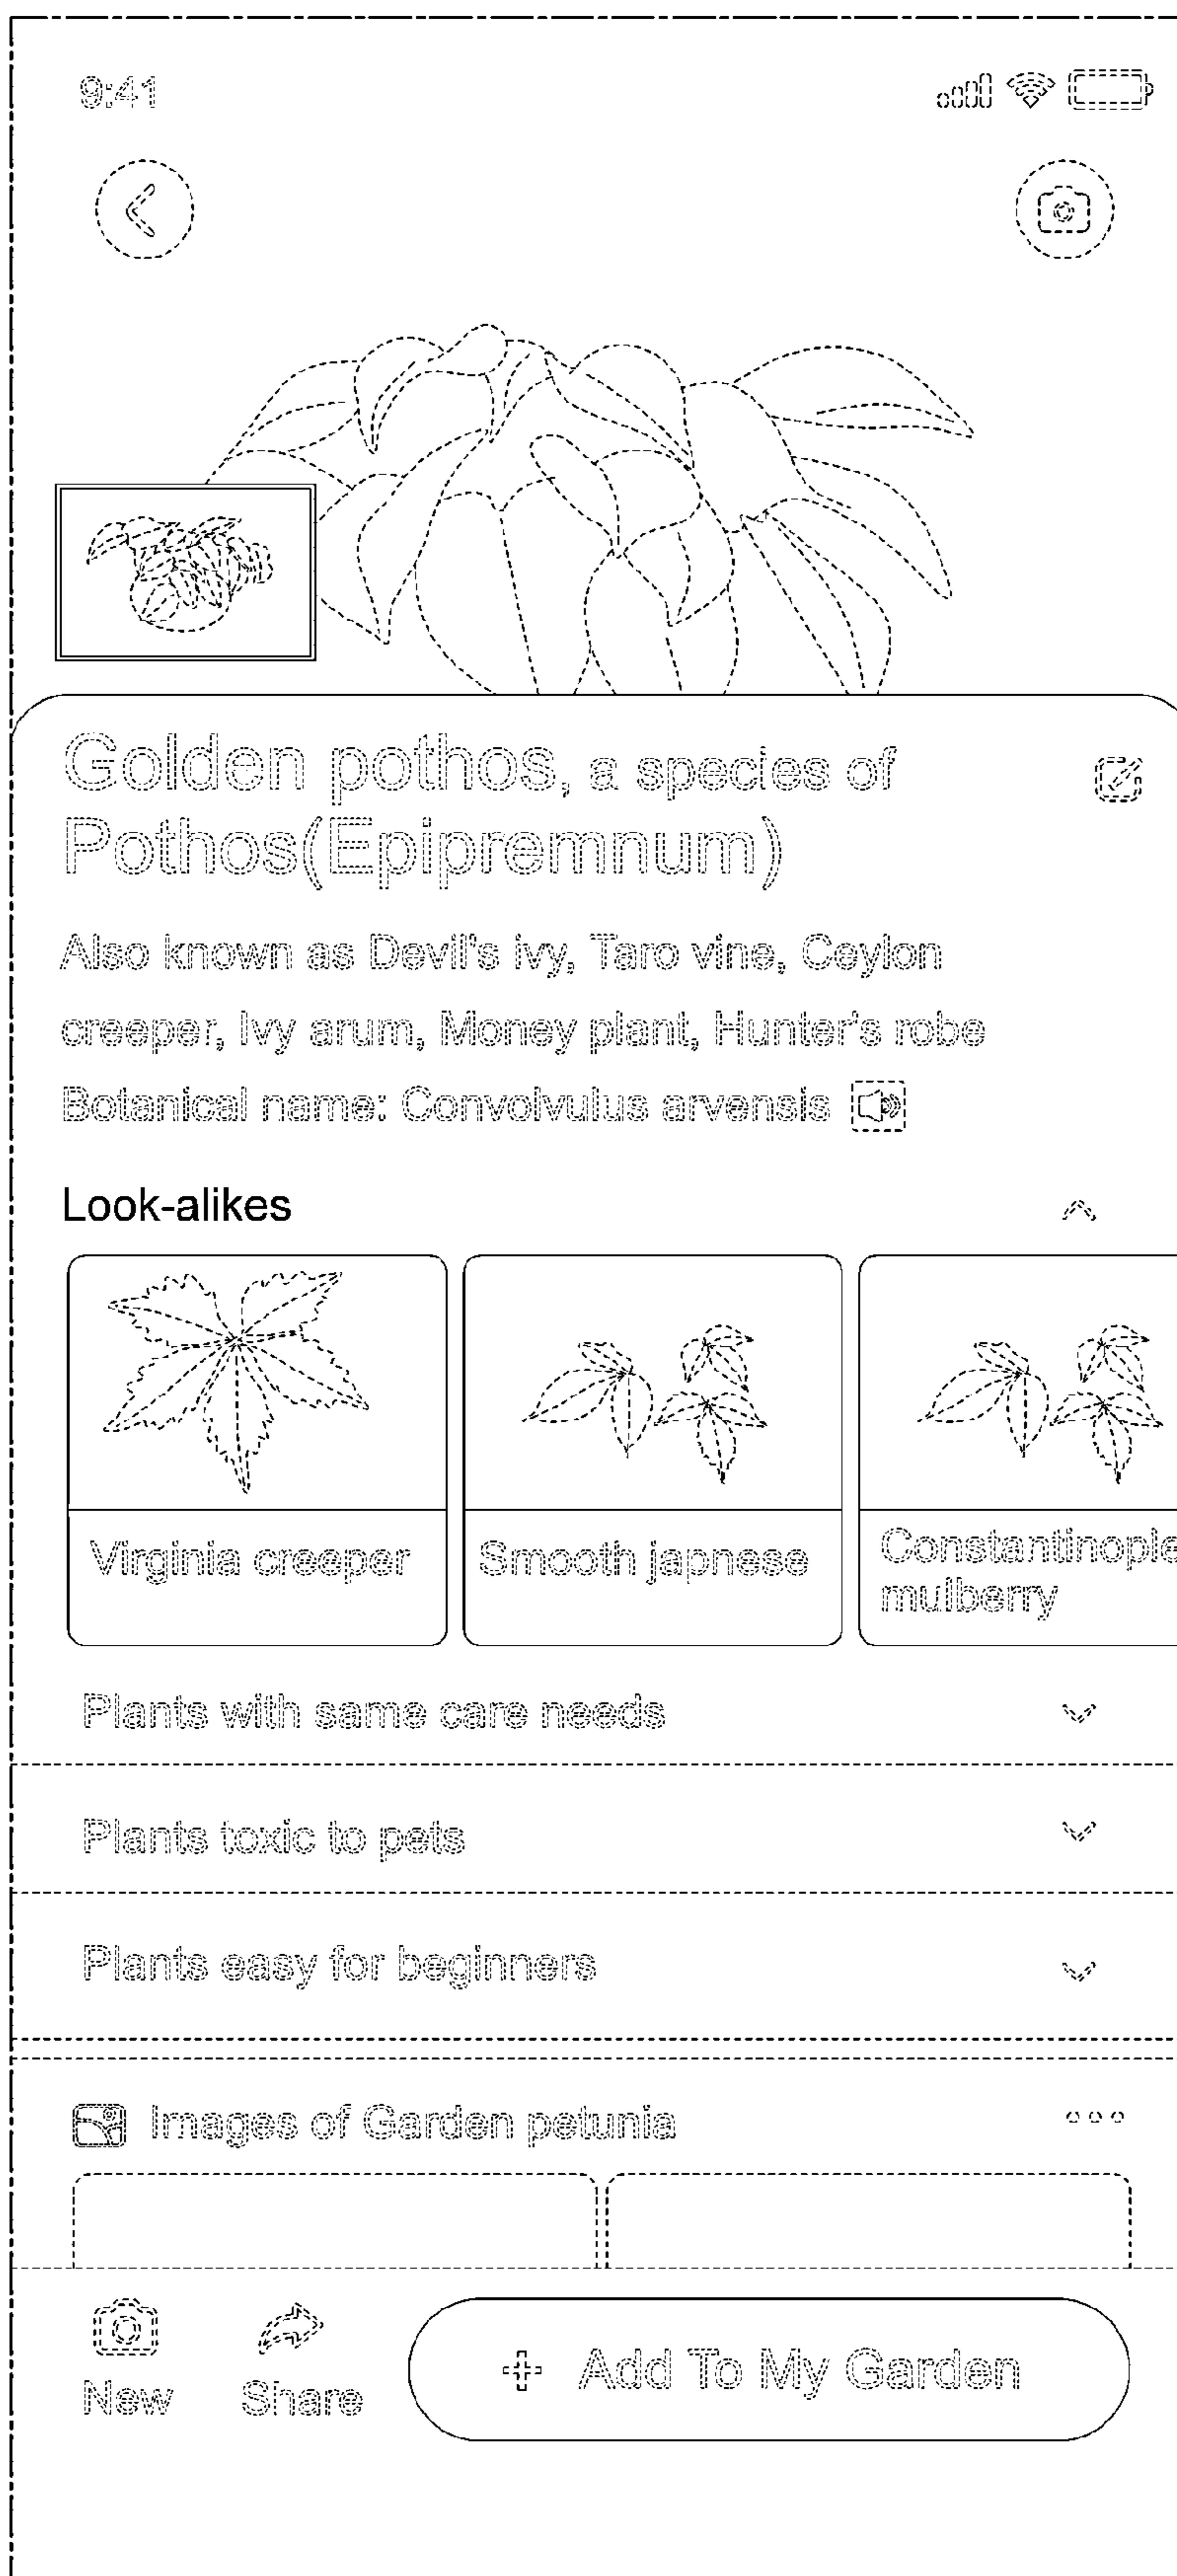 9:41
Golden pothos, a species of
Pothos(Epipremnum)
Also known as Devil's ivy, Taro vine, Ceylon
creeper, Ivy arum, Money plant, Hunter's robe
Botanical name: Convolvulus arvensis
Look-alikes
Virginia creeper
Smooth japnese
Constantinople
mulberry
Plants with same care needs
Plants toxic to pets
Plants easy for beginners
Images of Garden petunia
New
Share
Add To My Garden